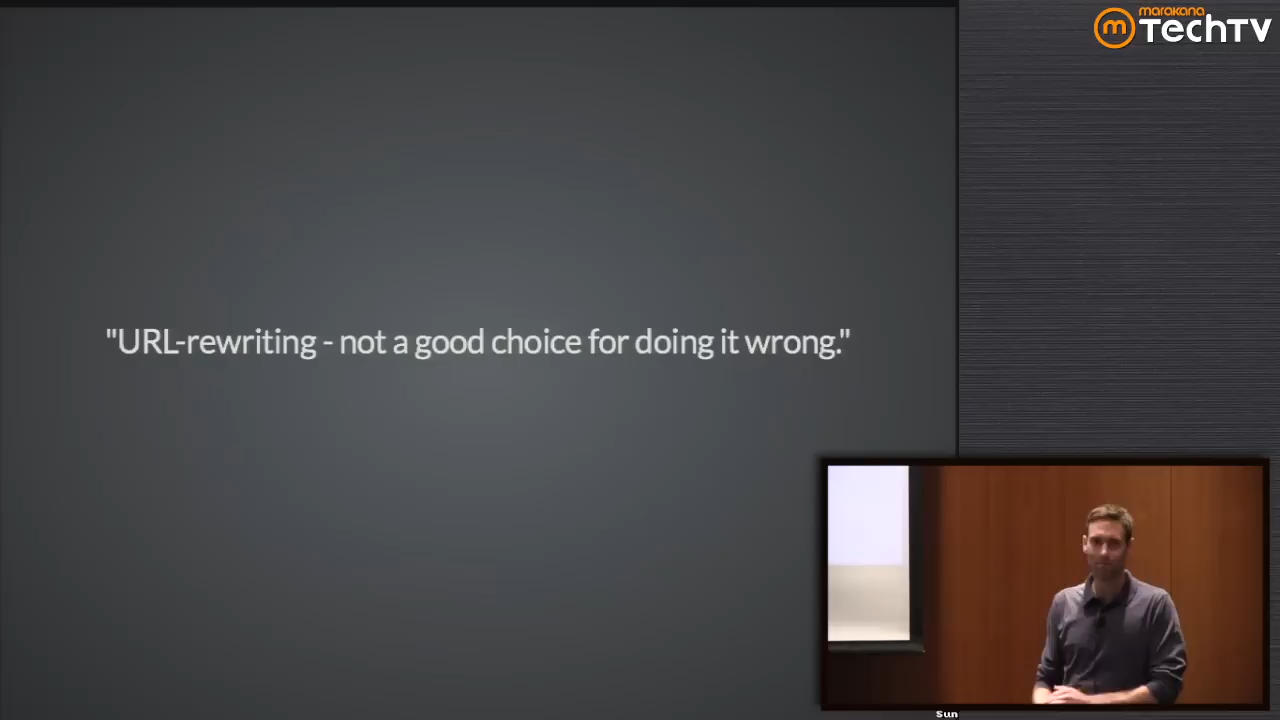 marakana
TechTV
"URL-rewriting - not a good choice for doing it wrong."
Sun